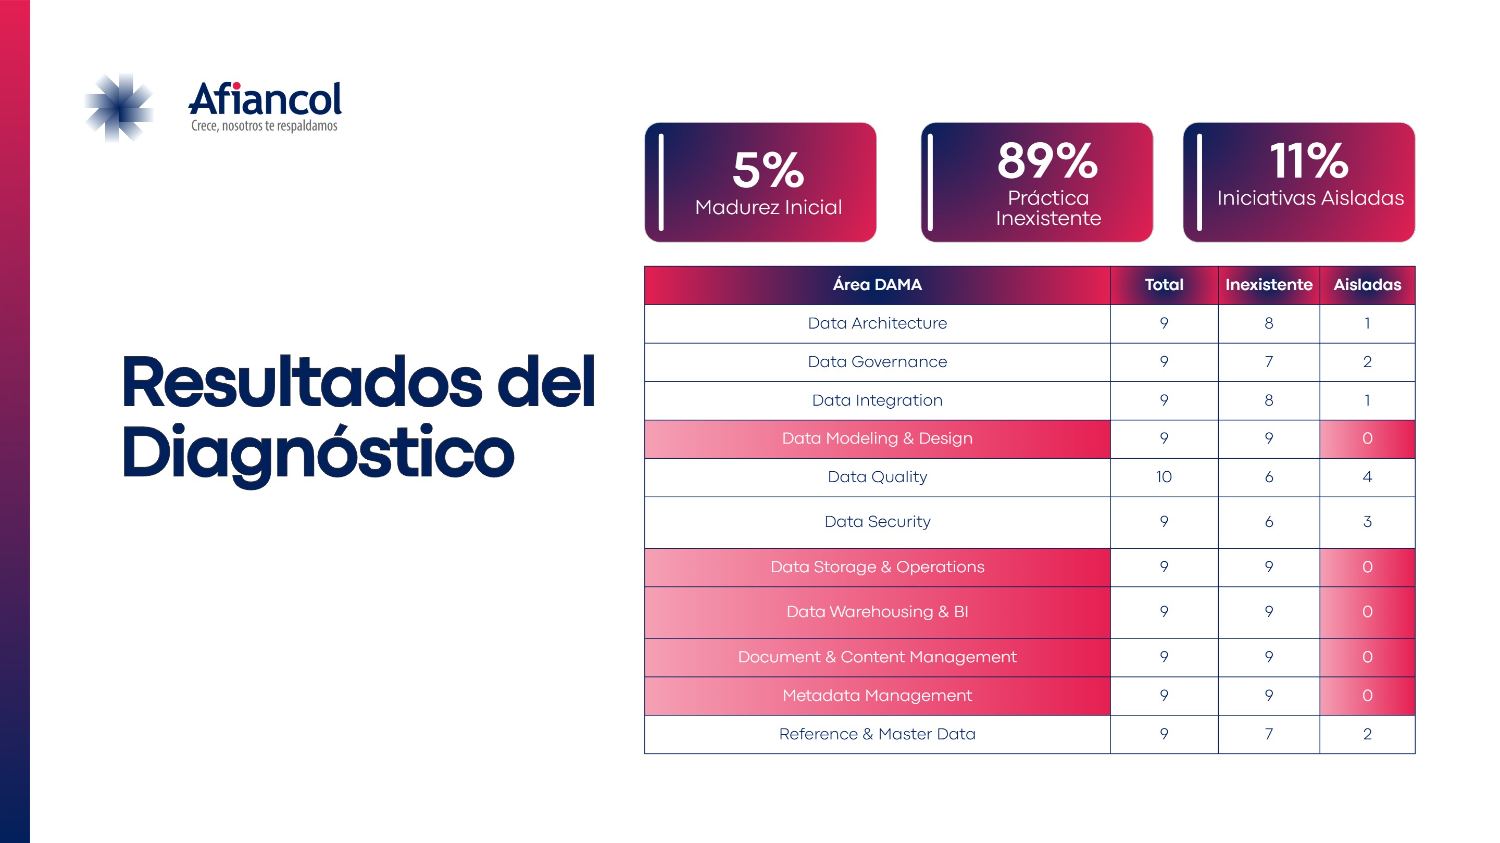 Afiancol
Crece, nosotros te respaldamos
Resultados del
Diagnóstico
5%
Madurez Inicial
89%
Práctica
Inexistente
11%
Iniciativas Aisladas
Área DAMA Total Inexistente Aisladas
Data Architecture 9 8 1
Data Governance 9 7 2
Data Integration 9 8 1
Data Modeling & Design 9 9 0
Data Quality 10 6 4
Data Security 9 6 3
Data Storage & Operations 9 9 0
Data Warehousing & BI 9 9 0
Document & Content Management 9 9 0
Metadata Management 9 9 0
Reference & Master Data 9 7 2